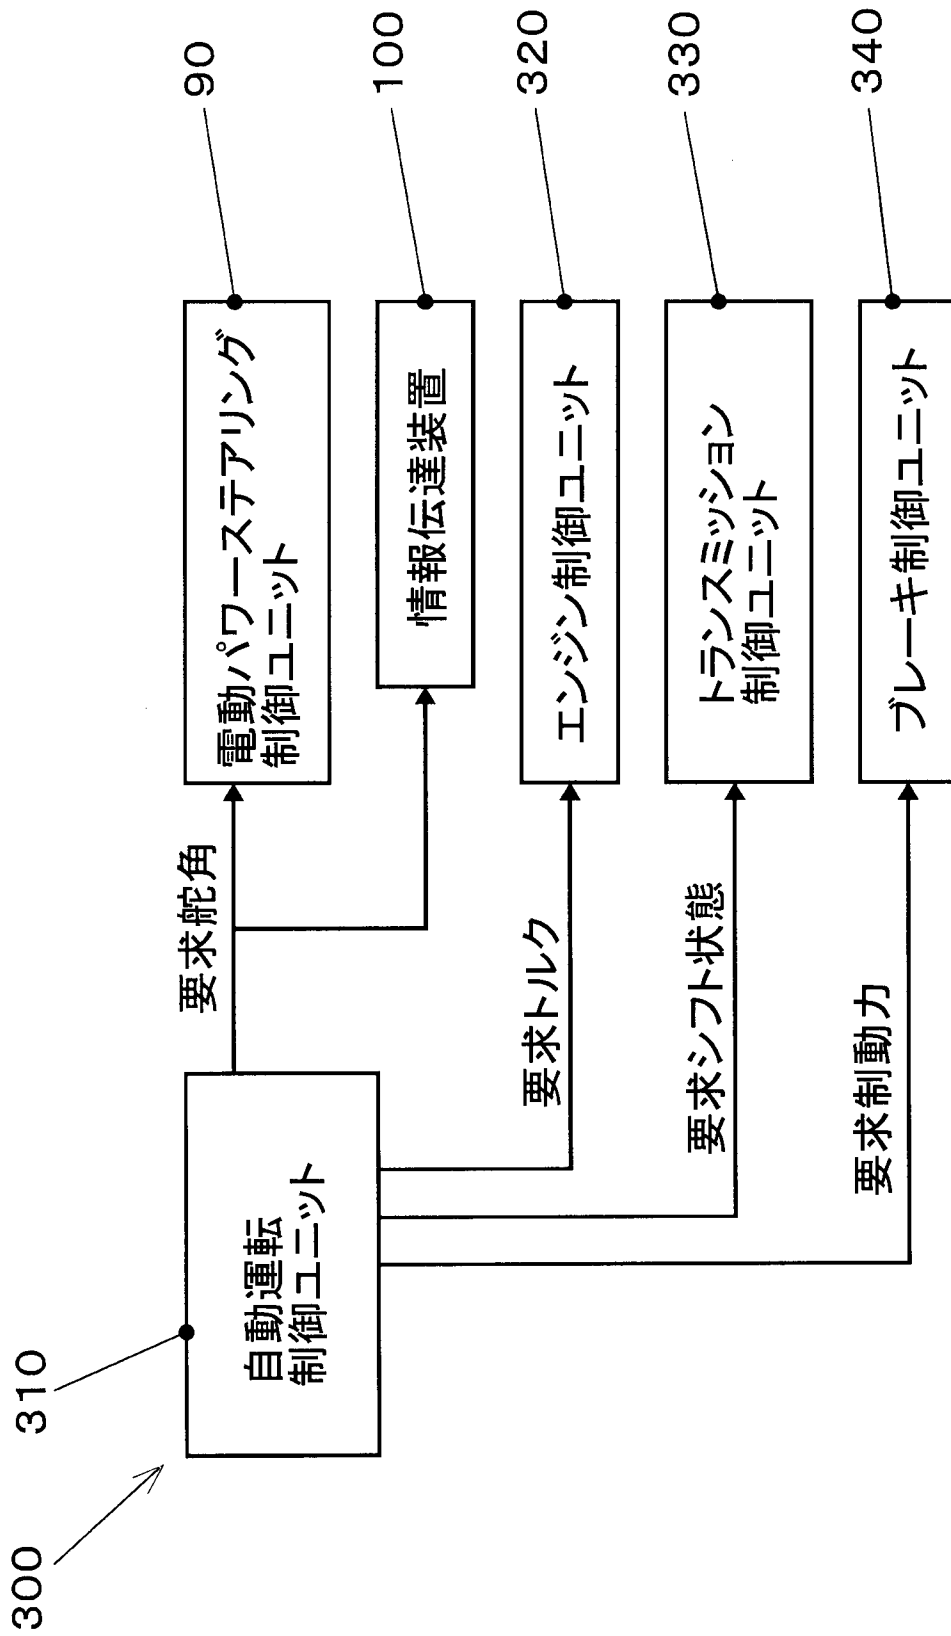 300
310
自動運転
制御ユニット
要求舵角
要求トルク
要求シフト状態
要求制動力
電動パワーステアリング
制御ユニット
90
情報伝達装置
100
エンジン制御ユニット
320
トランスミッション
制御ユニット
330
ブレーキ制御ユニット
340